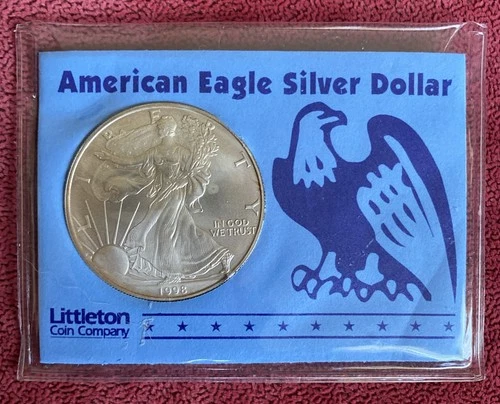 American Eagle Silver Dollar
LIBERTY
IN GOD
WE TRUST
1998
Littleton
Coin Company